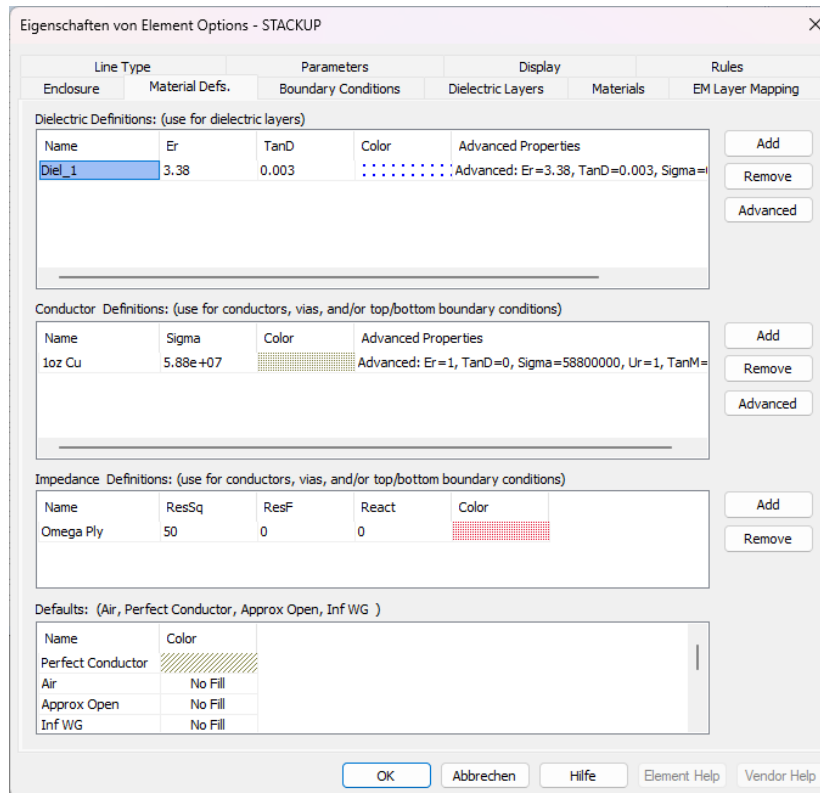 Eigenschaften von Element Options - STACKUP
Line Type Parameters Display Rules
Enclosure Material Defs. Boundary Conditions Dielectric Layers Materials EM Layer Mapping
Dielectric Definitions: (use for dielectric layers)
Name Er TanD Color Advanced Properties Add
Diel_1 3.38 0.003 Advanced: Er=3.38, TanD=0.003, Sigma= Remove
Advanced
Conductor Definitions: (use for conductors, vias, and/or top/bottom boundary conditions)
Name Sigma Color Advanced Properties Add
1oz Cu 5.88e+07 Advanced: Er=1, TanD=0, Sigma=58800000, Ur=1, TanM= Remove
Advanced
Impedance Definitions: (use for conductors, vias, and/or top/bottom boundary conditions)
Name ResSq ResF React Color Add
Omega Ply 50 0 0 Remove
Defaults: (Air, Perfect Conductor, Approx Open, Inf WG )
Name Color
Perfect Conductor
Air No Fill
Approx Open No Fill
Inf WG No Fill
OK Abbrechen Hilfe Element Help Vendor Help